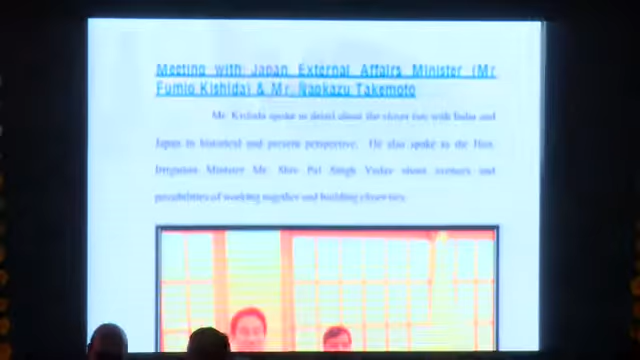 Meeting with Japan External Affairs Minister (Mr
Fumio Kishida) & Mr. Naokazu Takemoto
Mr. Kishida spoke in detail about the closer ties with India and
Japan in historical and present perspective. He also spoke to the Hon.
Irrigation Minister Mr. Shiv Pal Singh Yadav about avenues and
possibilities of working together and building closer ties.